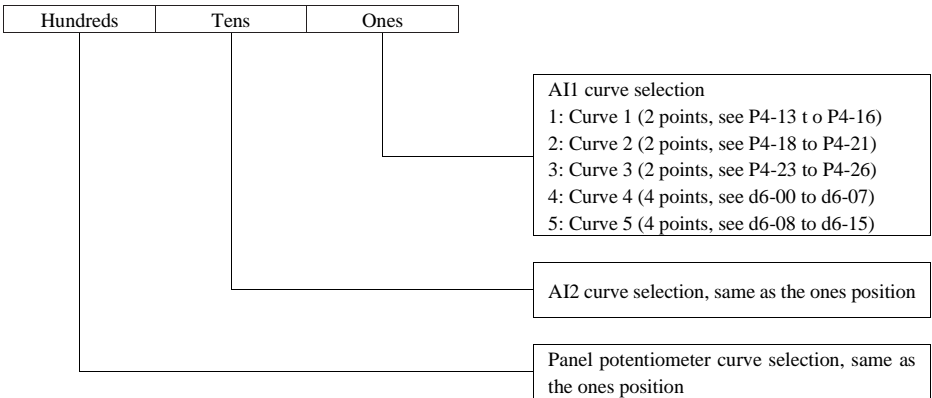 Hundreds Tens Ones
AI1 curve selection
1: Curve 1 (2 points, see P4-13 t o P4-16)
2: Curve 2 (2 points, see P4-18 to P4-21)
3: Curve 3 (2 points, see P4-23 to P4-26)
4: Curve 4 (4 points, see d6-00 to d6-07)
5: Curve 5 (4 points, see d6-08 to d6-15)
AI2 curve selection, same as the ones position
Panel potentiometer curve selection, same as
the ones position